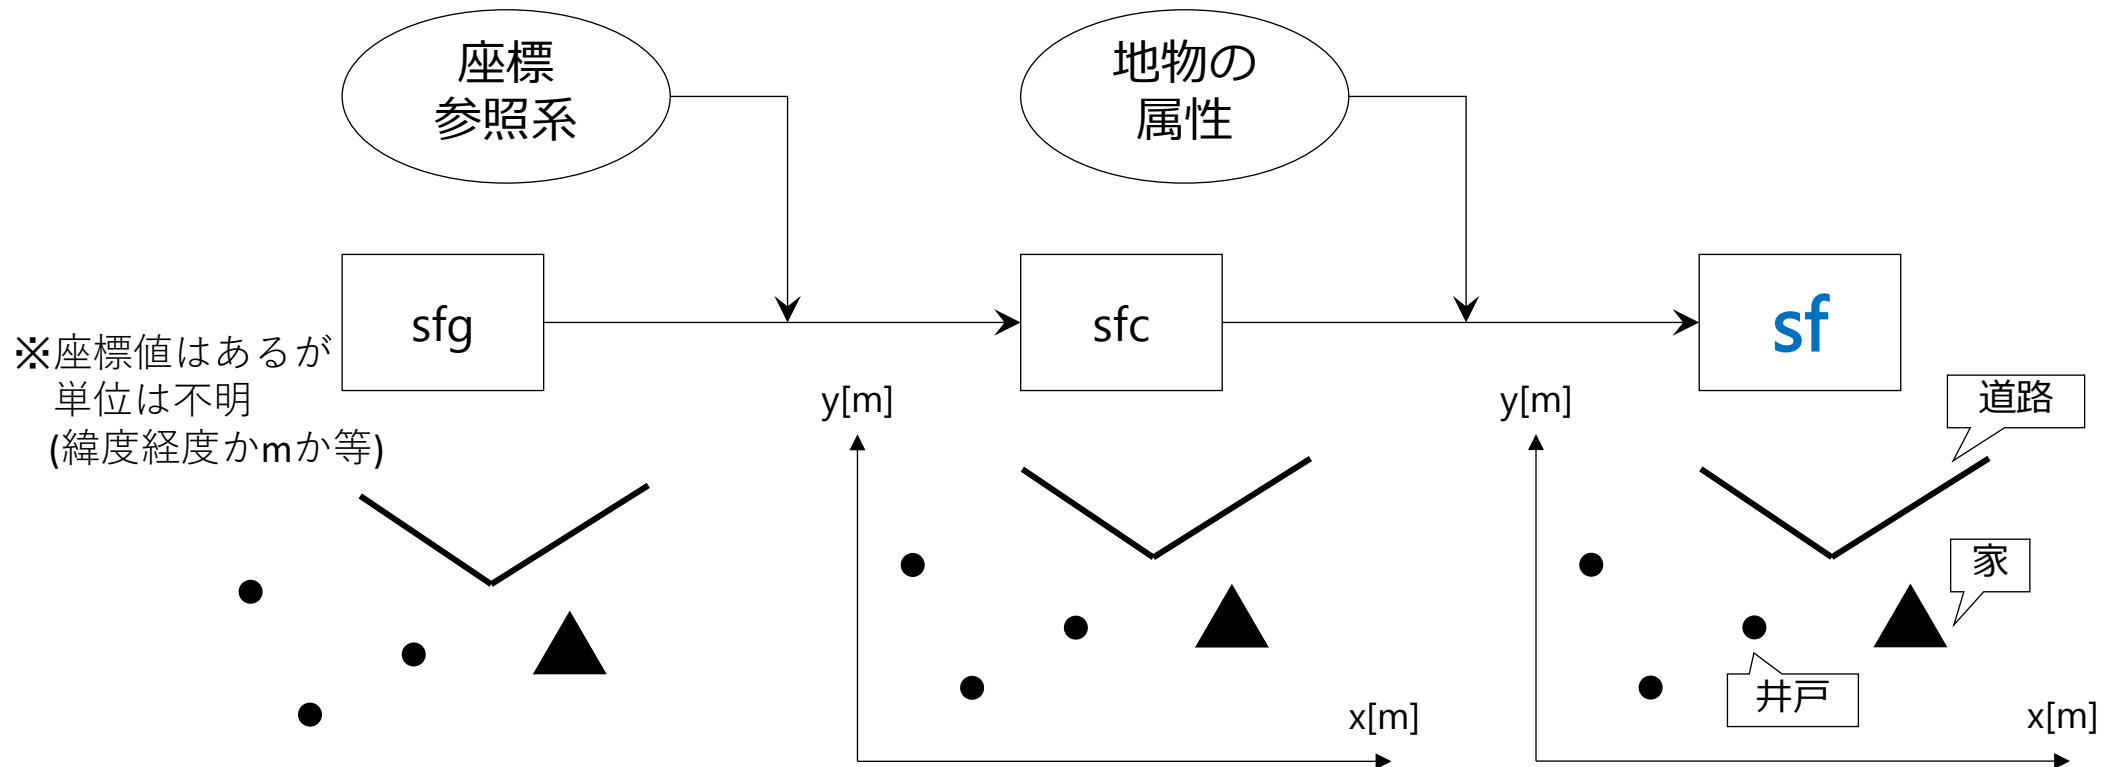 座標
参照系
地物の
属性
sfg
sfc
sf
※座標値はあるが
単位は不明
(緯度経度かmか等)
y[m]
y[m]
道路
家
井戸
x[m]
x[m]